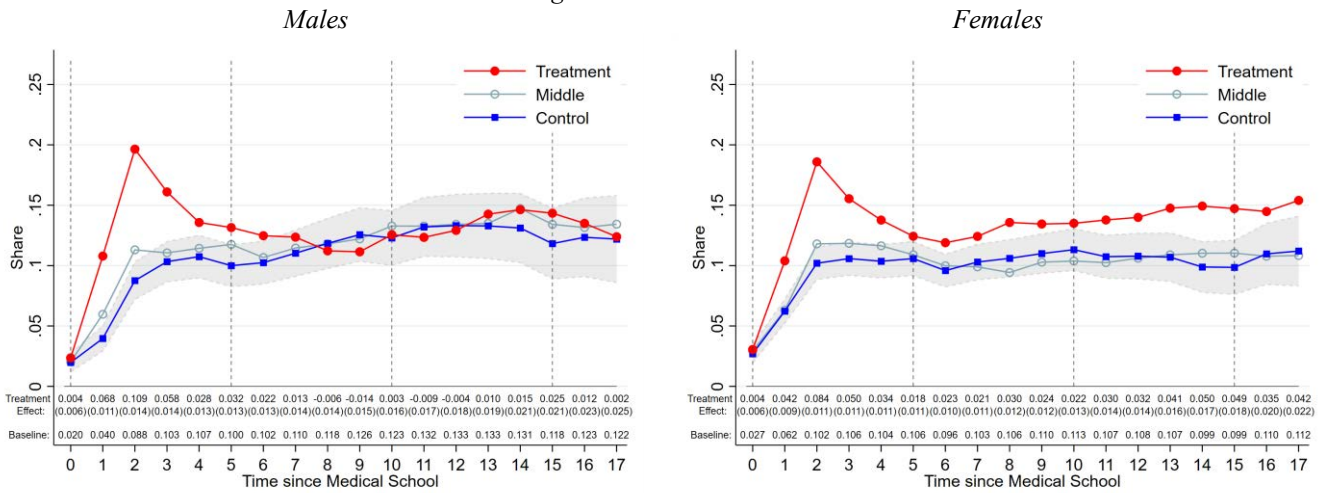 Males
.25
.2
.15
.1
.05
0
Share
Treatment
Middle
Control
Treatment Effect: 0.004 0.068 0.109 0.058 0.028 0.032 0.022 0.013 -0.006 -0.014 0.003 -0.009 -0.004 0.010 0.015 0.025 0.012 0.002
(0.006)(0.011)(0.014)(0.014)(0.013)(0.013)(0.013)(0.014)(0.014)(0.015)(0.016)(0.017)(0.018)(0.019)(0.021)(0.021)(0.023)(0.025)
Baseline: 0.020 0.040 0.088 0.103 0.107 0.100 0.102 0.110 0.118 0.126 0.123 0.132 0.133 0.133 0.131 0.118 0.123 0.122
0 1 2 3 4 5 6 7 8 9 10 11 12 13 14 15 16 17
Time since Medical School
Females
.25
.2
.15
.1
.05
0
Share
Treatment
Middle
Control
Treatment Effect: 0.004 0.042 0.084 0.050 0.034 0.018 0.023 0.021 0.030 0.024 0.022 0.030 0.032 0.041 0.050 0.049 0.035 0.042
(0.006)(0.009)(0.011)(0.011)(0.011)(0.011)(0.010)(0.011)(0.012)(0.012)(0.013)(0.014)(0.014)(0.016)(0.017)(0.018)(0.020)(0.022)
Baseline: 0.027 0.062 0.102 0.106 0.104 0.106 0.096 0.103 0.106 0.110 0.113 0.107 0.108 0.107 0.099 0.099 0.110 0.112
0 1 2 3 4 5 6 7 8 9 10 11 12 13 14 15 16 17
Time since Medical School